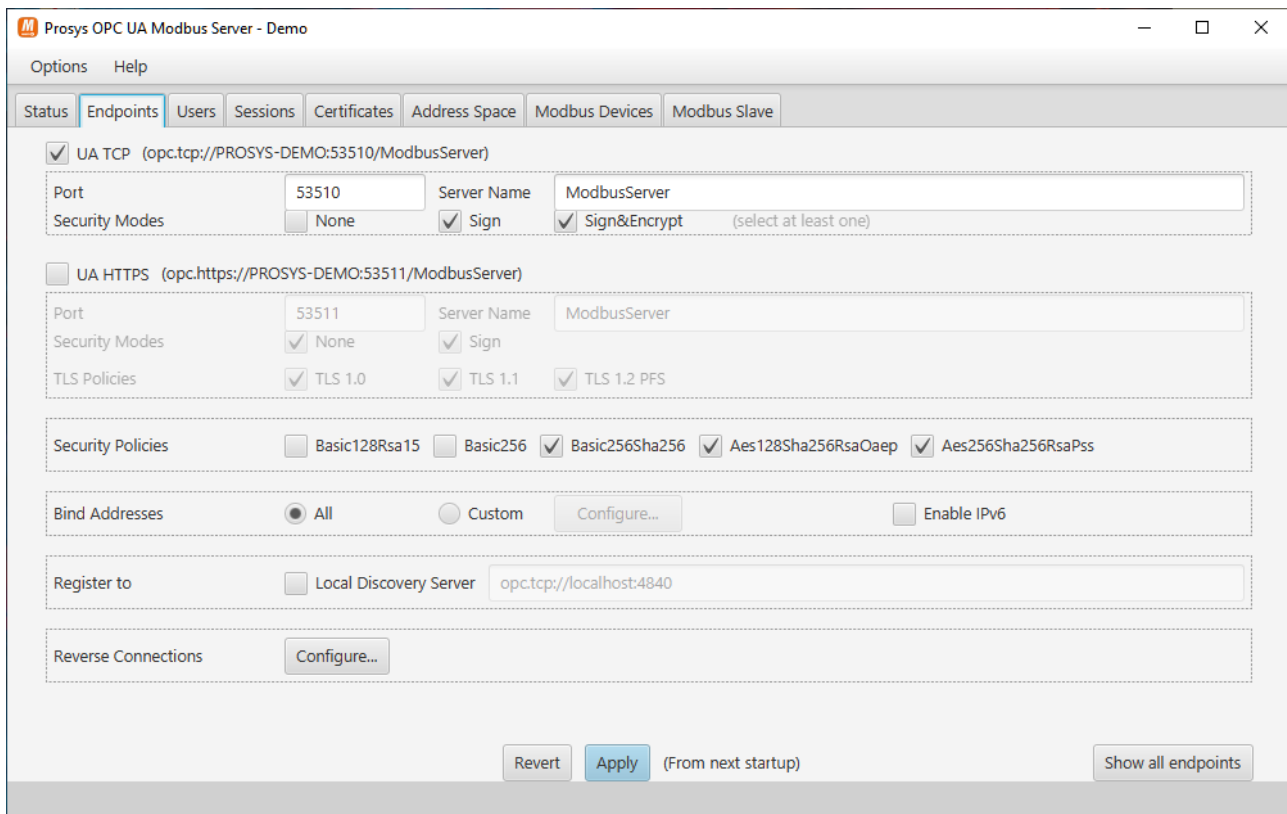 Prosys OPC UA Modbus Server - Demo
Options Help
Status Endpoints Users Sessions Certificates Address Space Modbus Devices Modbus Slave
UA TCP (opc.tcp://PROSYS-DEMO:53510/ModbusServer)
Port 53510 Server Name ModbusServer
Security Modes None Sign Sign&Encrypt (select at least one)
UA HTTPS (opc.https://PROSYS-DEMO:53511/ModbusServer)
Port 53511 Server Name ModbusServer
Security Modes None Sign
TLS Policies TLS 1.0 TLS 1.1 TLS 1.2 PFS
Security Policies Basic128Rsa15 Basic256 Basic256Sha256 Aes128Sha256RsaOaep Aes256Sha256RsaPss
Bind Addresses All Custom Configure... Enable IPv6
Register to Local Discovery Server opc.tcp://localhost:4840
Reverse Connections Configure...
Revert Apply (From next startup) Show all endpoints